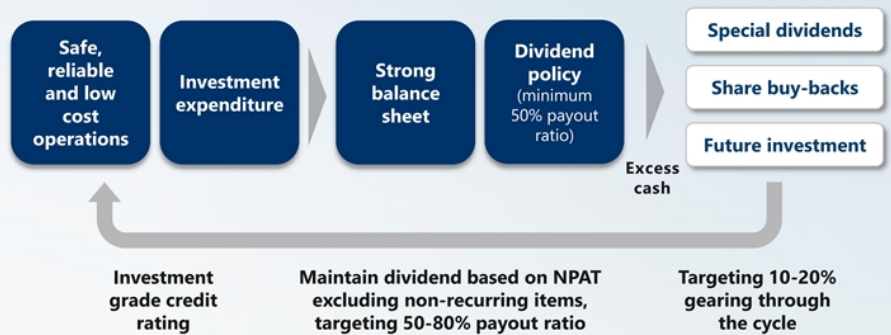 Safe,
reliable
and low
cost
operations
Investment
expenditure
Strong
balance
sheet
Dividend
policy
(minimum
50% payout
ratio)
Excess
cash
Special dividends
Share buy-backs
Future investment
Investment
grade credit
rating
Maintain dividend based on NPAT
excluding non-recurring items,
targeting 50-80% payout ratio
Targeting 10-20%
gearing through
the cycle